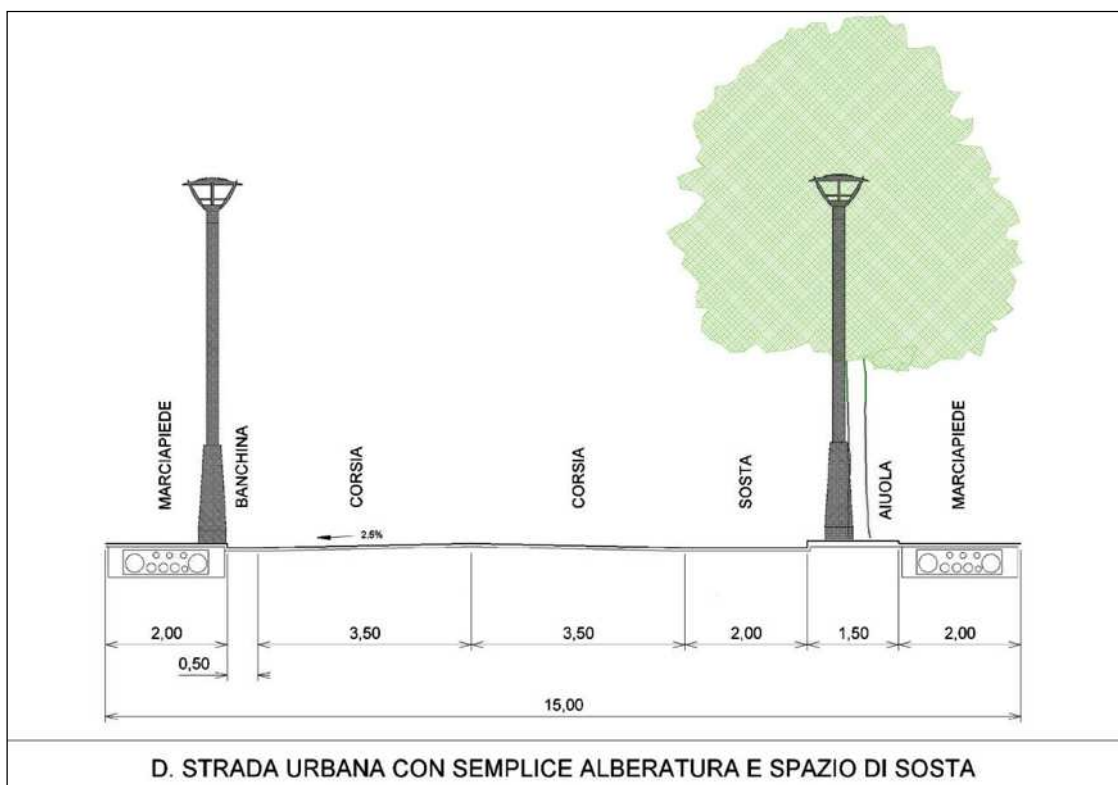 MARCIAPIEDE
BANCHINA
CORSIA
CORSIA
SOSTA
AIUOLA
MARCIAPIEDE
2.5%
2,00
3,50
3,50
2,00
1,50
2,00
0,50
15,00
D. STRADA URBANA CON SEMPLICE ALBERATURA E SPAZIO DI SOSTA